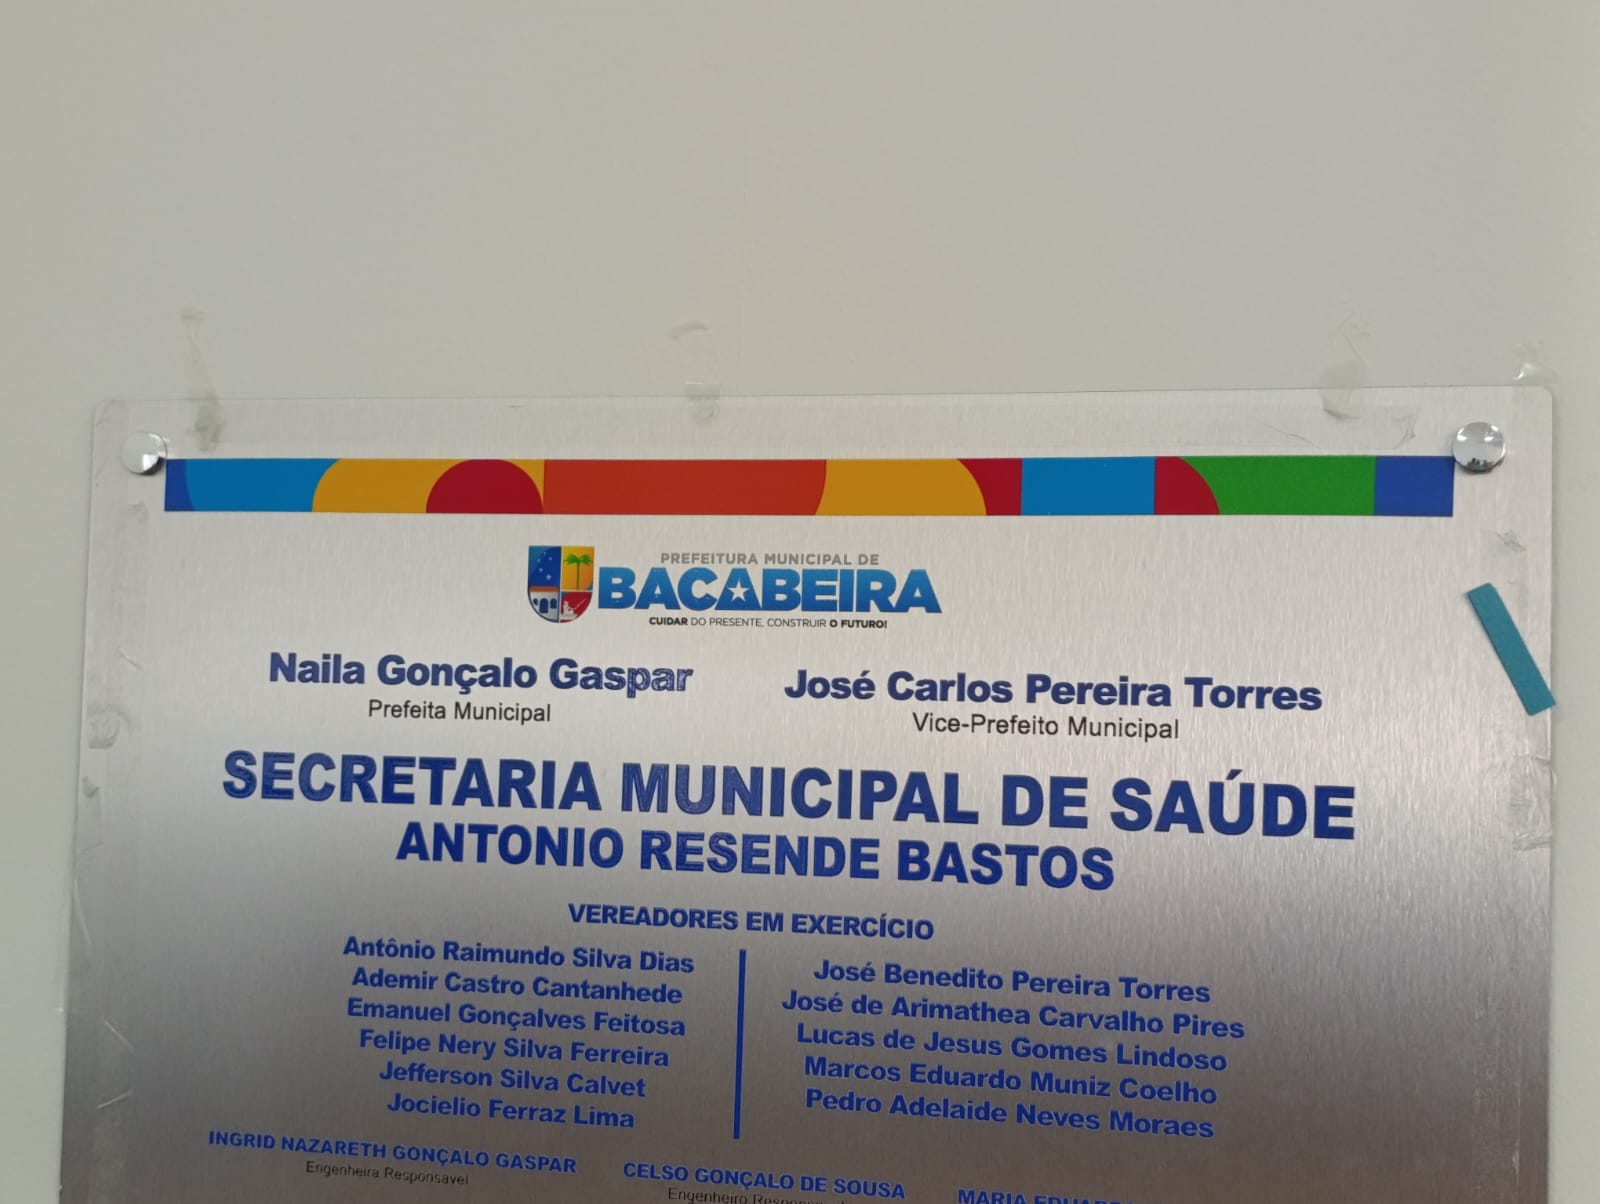 PREFEITURA MUNICIPAL DE
BACABEIRA
CUIDAR DO PRESENTE, CONSTRUIR O FUTURO!
Naila Gonçalo Gaspar
Prefeita Municipal
José Carlos Pereira Torres
Vice-Prefeito Municipal
SECRETARIA MUNICIPAL DE SAÚDE
ANTONIO RESENDE BASTOS
VEREADORES EM EXERCÍCIO
Antônio Raimundo Silva Dias
Ademir Castro Cantanhede
Emanuel Gonçalves Feitosa
Felipe Nery Silva Ferreira
Jefferson Silva Calvet
Jocielio Ferraz Lima
José Benedito Pereira Torres
José de Arimathea Carvalho Pires
Lucas de Jesus Gomes Lindoso
Marcos Eduardo Muniz Coelho
Pedro Adelaide Neves Moraes
INGRID NAZARETH GONÇALO GASPAR
Engenheira Responsavel
CELSO GONÇALO DE SOUSA
Engenheiro
MARIA